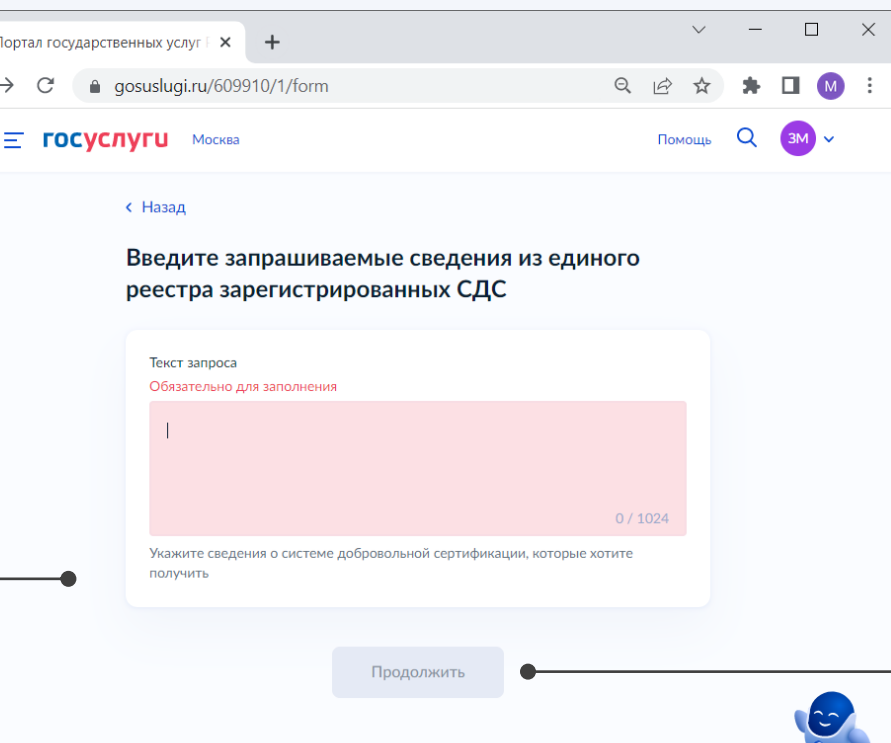 Портал государственных услуг Р
gosuslugi.ru/609910/1/form
М
госуслуги
Москва
Помощь
ЗМ
Назад
Введите запрашиваемые сведения из единого
реестра зарегистрированных СДС
Текст запроса
Обязательно для заполнения
0 / 1024
Укажите сведения о системе добровольной сертификации, которые хотите
получить
Продолжить